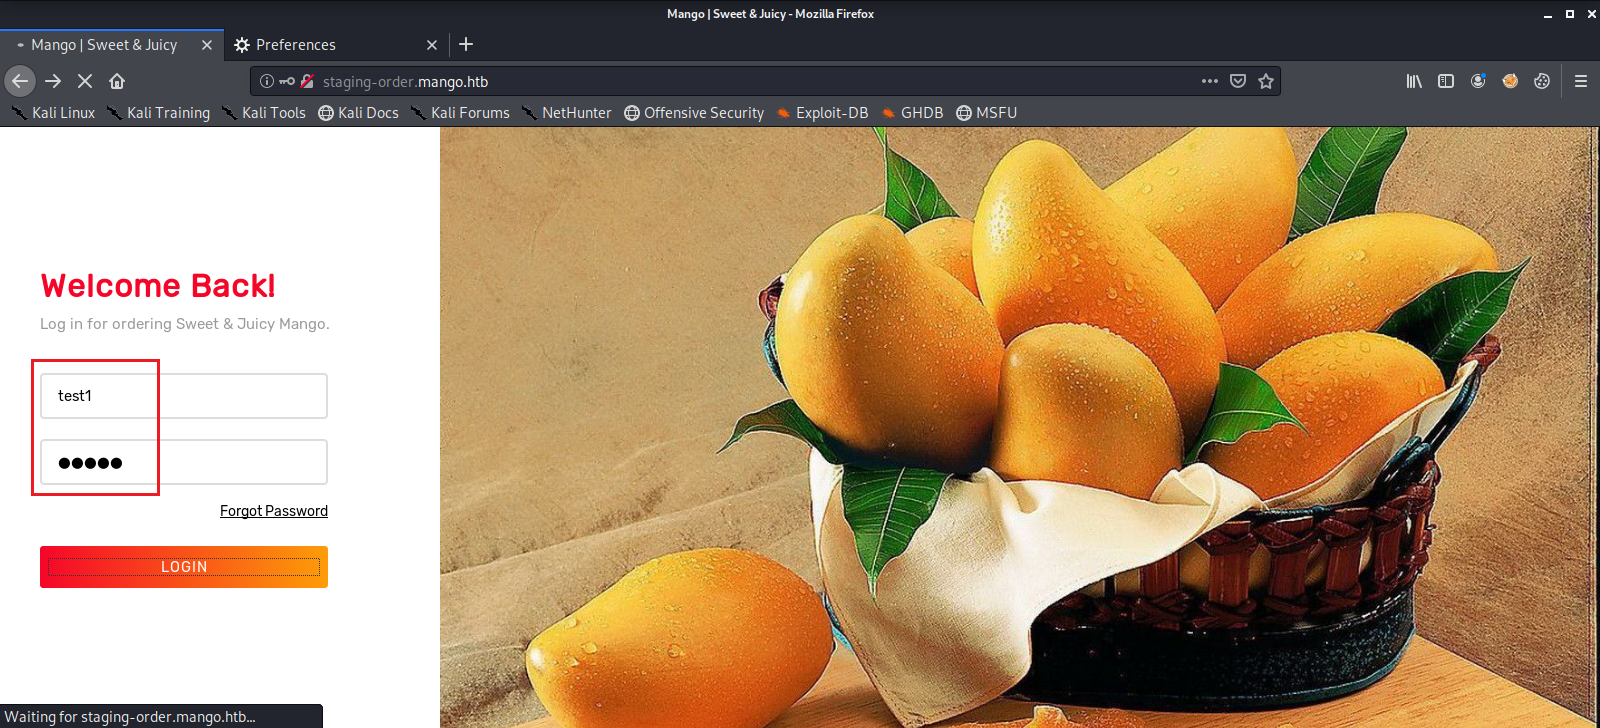 Mango | Sweet & Juicy - Mozilla Firefox
Mango | Sweet & Juicy
Preferences
staging-order.mango.htb
Kali Linux Kali Training Kali Tools Kali Docs Kali Forums NetHunter Offensive Security Exploit-DB GHDB MSFU
Welcome Back!
Log in for ordering Sweet & Juicy Mango.
test1
●●●●●
Forgot Password
LOGIN
Waiting for staging-order.mango.htb...